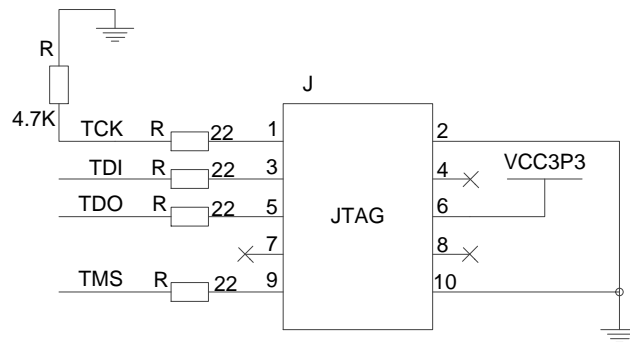 R
J
4.7K
TCK R 22 1
2
TDI R 22 3
4 VCC3P3
TDO R 22 5
JTAG
6
7
8
TMS R 22 9
10